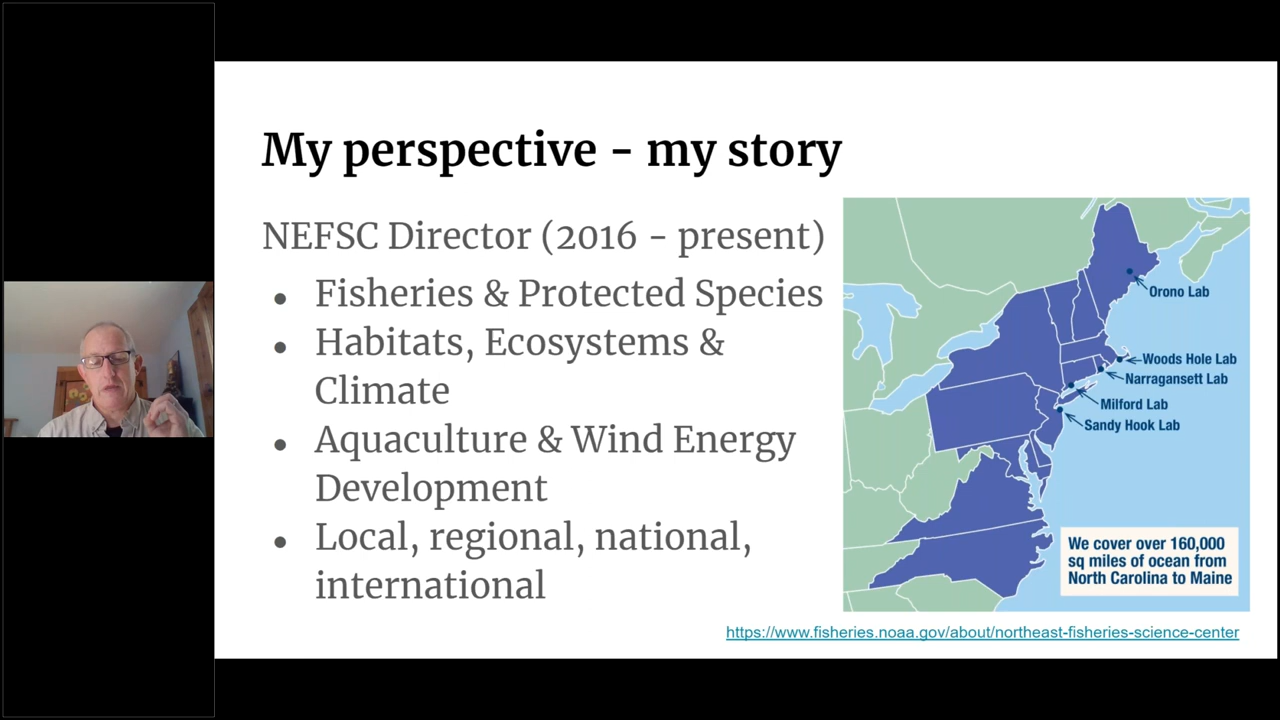 My perspective - my story
NEFSC Director (2016 - present)
● Fisheries & Protected Species
● Habitats, Ecosystems &
Climate
● Aquaculture & Wind Energy
Development
● Local, regional, national,
international
Orono Lab
Woods Hole Lab
Narragansett Lab
Milford Lab
Sandy Hook Lab
We cover over 160,000
sq miles of ocean from
North Carolina to Maine
https://www.fisheries.noaa.gov/about/northeast-fisheries-science-center